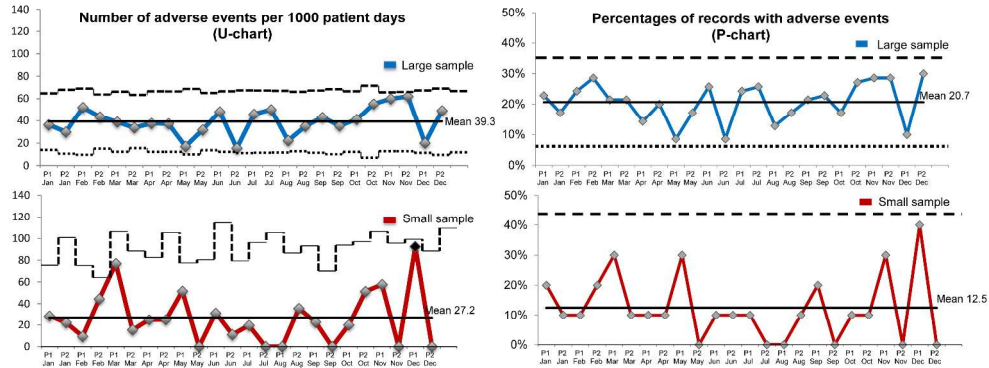 Number of adverse events per 1000 patient days
(U-chart)
Large sample
140
120
100
80
60
40
20
0
Mean 39.3
P1 P2 P1 P2 P1 P2 P1 P2 P1 P2 P1 P2 P1 P2 P1 P2 P1 P2 P1 P2 P1 P2 P1 P2
Jan Jan Feb Feb Mar Mar Apr Apr May May Jun Jun Jul Jul Aug Aug Sep Sep Oct Oct Nov Nov Dec Dec
Percentages of records with adverse events
(P-chart)
Large sample
50%
40%
30%
20%
10%
0%
Mean 20.7
P1 P2 P1 P2 P1 P2 P1 P2 P1 P2 P1 P2 P1 P2 P1 P2 P1 P2 P1 P2 P1 P2 P1 P2
Jan Jan Feb Feb Mar Mar Apr Apr May May Jun Jun Jul Jul Aug Aug Sep Sep Oct Oct Nov Nov Dec Dec
Small sample
140
120
100
80
60
40
20
0
Mean 27.2
P1 P2 P1 P2 P1 P2 P1 P2 P1 P2 P1 P2 P1 P2 P1 P2 P1 P2 P1 P2 P1 P2 P1 P2
Jan Jan Feb Feb Mar Mar Apr Apr May May Jun Jun Jul Jul Aug Aug Sep Sep Oct Oct Nov Nov Dec Dec
Small sample
50%
40%
30%
20%
10%
0%
Mean 12.5
P1 P2 P1 P2 P1 P2 P1 P2 P1 P2 P1 P2 P1 P2 P1 P2 P1 P2 P1 P2 P1 P2 P1 P2
Jan Jan Feb Feb Mar Mar Apr Apr May May Jun Jun Jul Jul Aug Aug Sep Sep Oct Oct Nov Nov Dec Dec